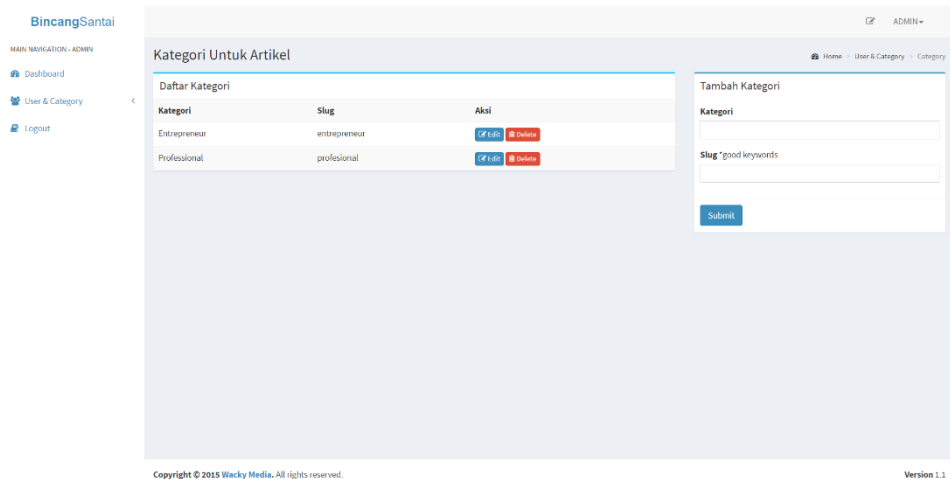 BincangSantai
ADMIN
MAIN NAVIGATION - ADMIN
Dashboard
User & Category
Logout
Kategori Untuk Artikel
Home > User & Category > Category
Daftar Kategori
Kategori Slug Aksi
Entrepreneur entrepreneur Edit Delete
Professional profesional Edit Delete
Tambah Kategori
Kategori
Slug *good keywords
Submit
Copyright © 2015 Wacky Media. All rights reserved.
Version 1.1